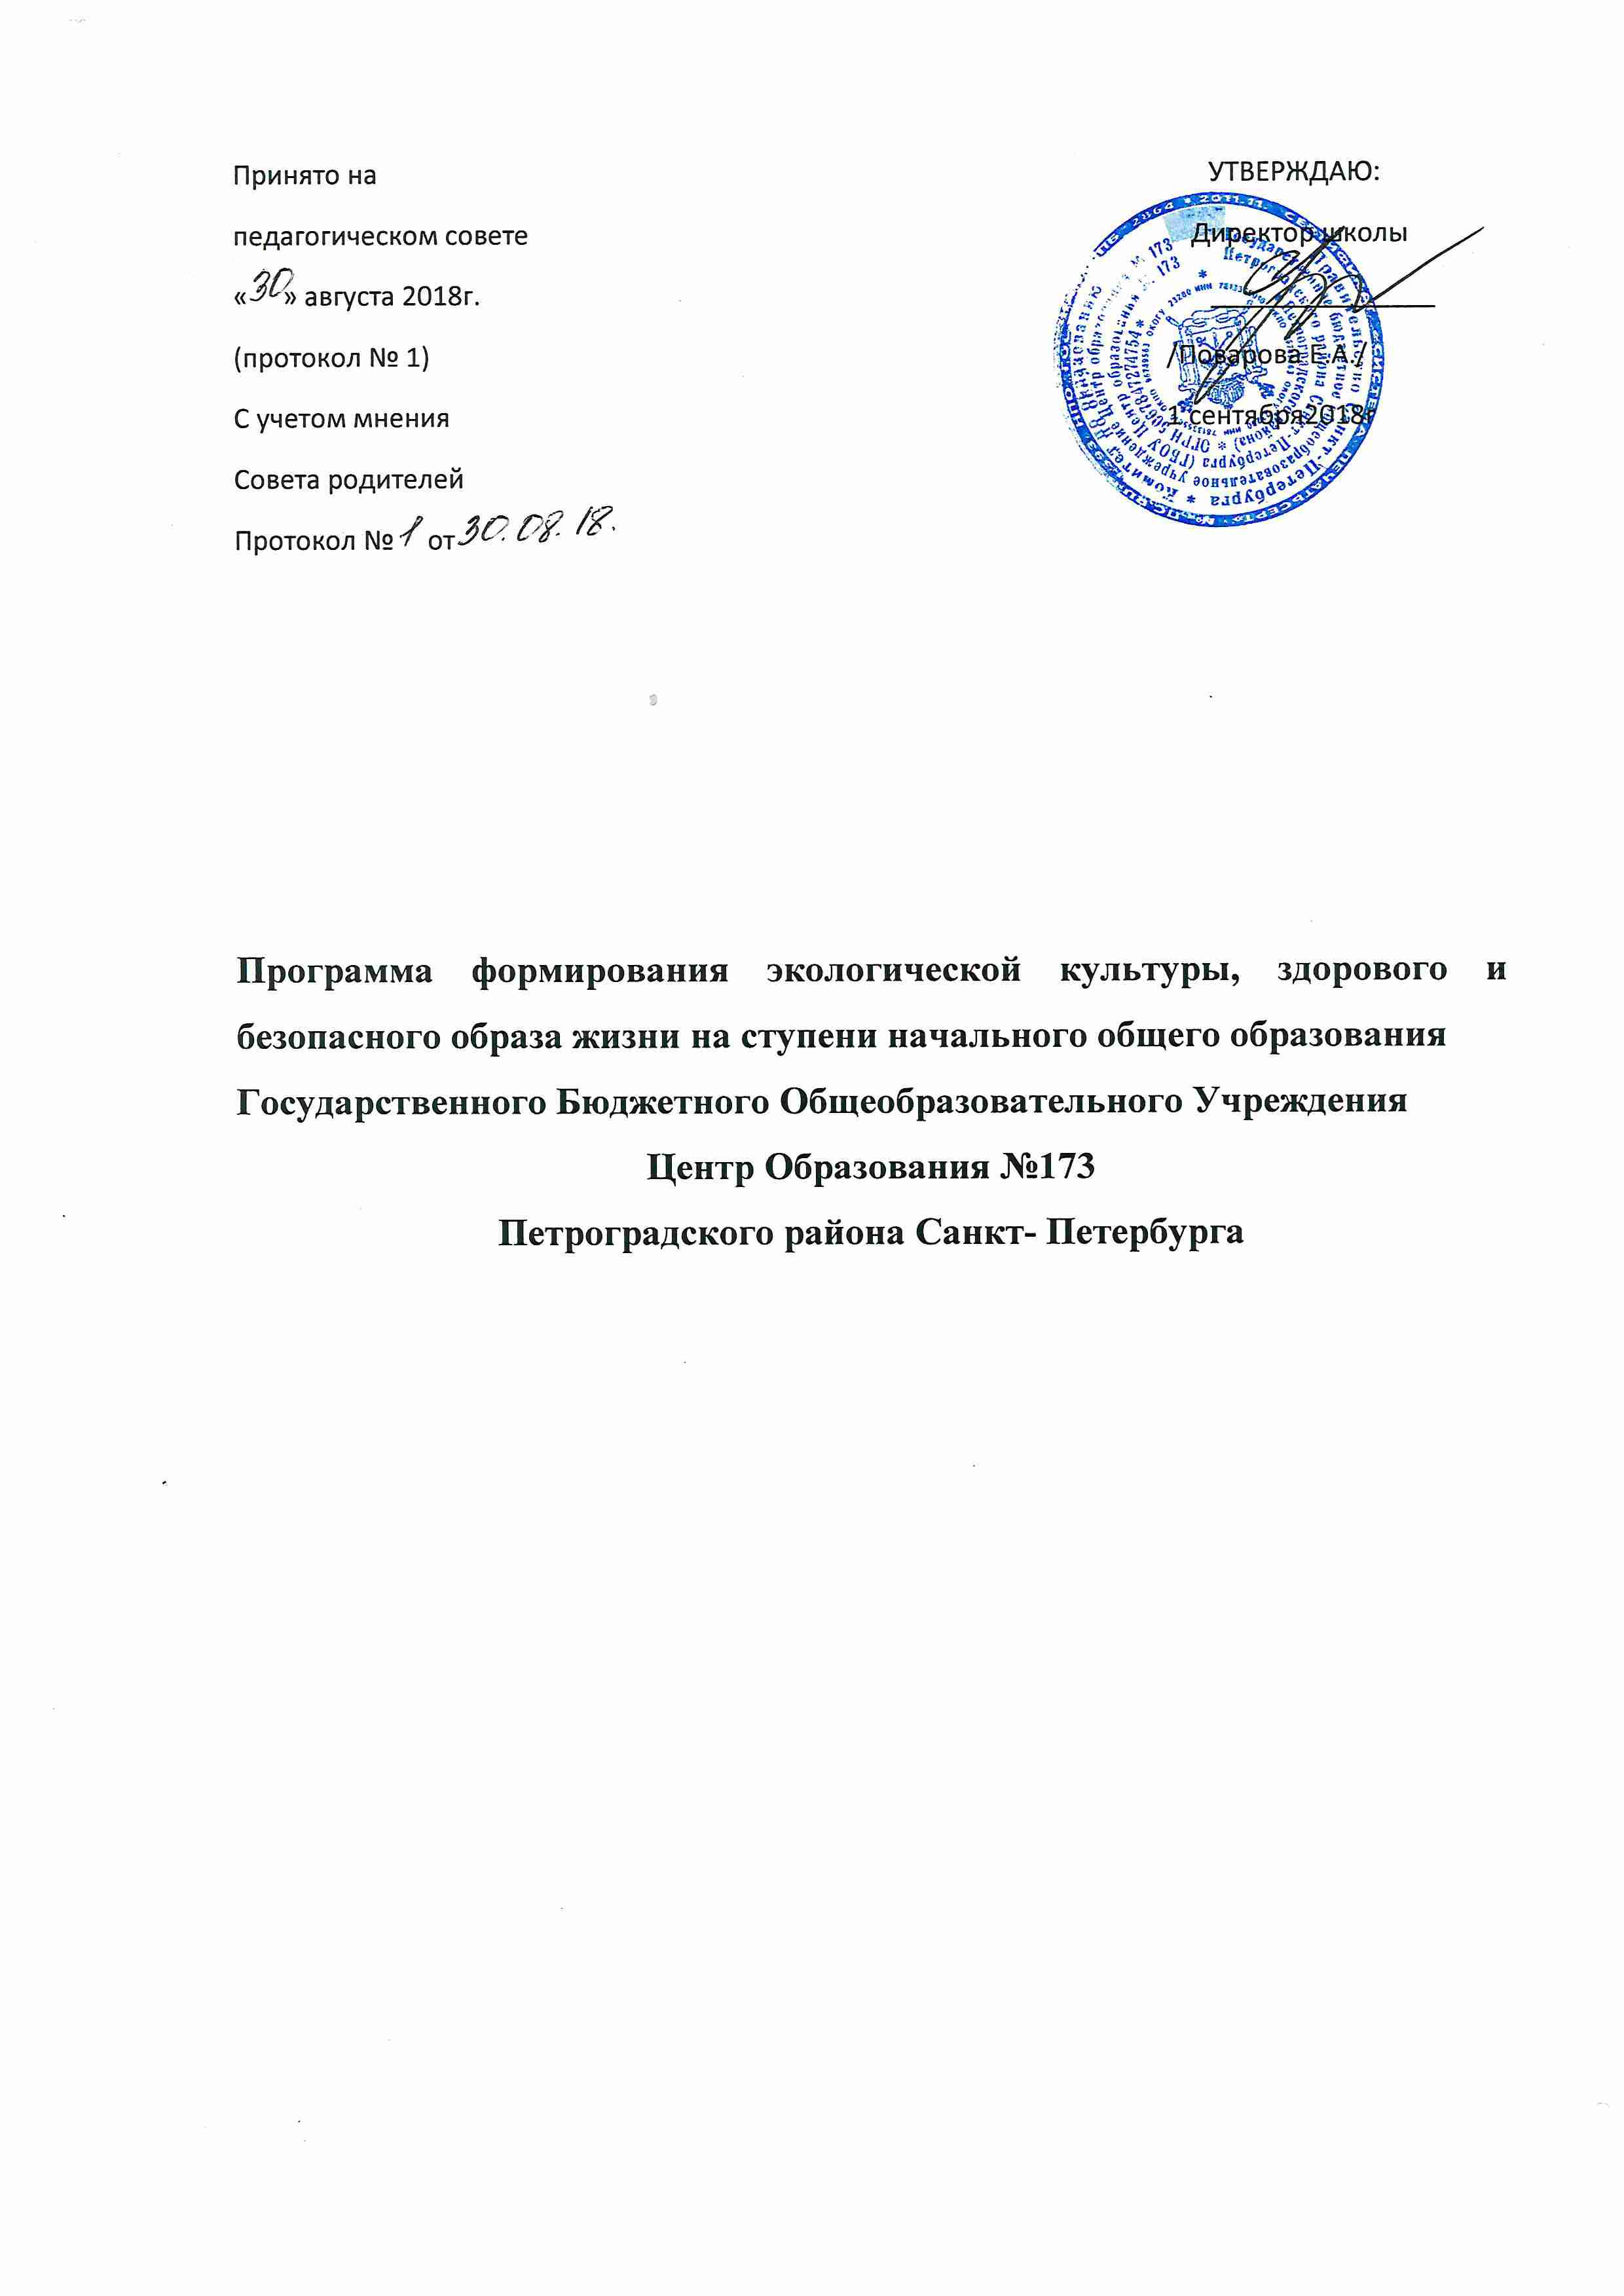 Принято на
педагогическом совете
«30» августа 2018г.
(протокол № 1)
С учетом мнения
Совета родителей
Протокол № 1 от 30.08.18.
УТВЕРЖДАЮ:
Директор школы
/Поварова Е.А./
1 сентября2018г
Программа формирования экологической культуры, здорового и
безопасного образа жизни на ступени начального общего образования
Государственного Бюджетного Общеобразовательного Учреждения
Центр Образования №173
Петроградского района Санкт- Петербурга